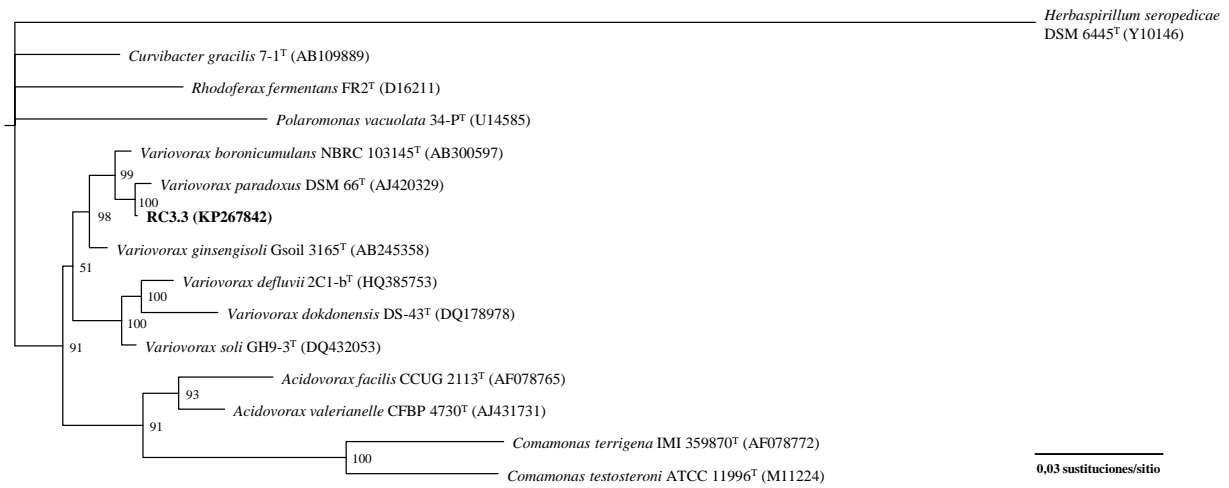 Herbaspirillum seropedicae
DSM 6445ᵀ (Y10146)
Curvibacter gracilis 7-1ᵀ (AB109889)
Rhodoferax fermentans FR2ᵀ (D16211)
Polaromonas vacuolata 34-Pᵀ (U14585)
Variovorax boronicumulans NBRC 103145ᵀ (AB300597)
99
Variovorax paradoxus DSM 66ᵀ (AJ420329)
100
RC3.3 (KP267842)
98
Variovorax ginsengisoli Gsoil 3165ᵀ (AB245358)
51
Variovorax defluvii 2C1-bᵀ (HQ385753)
100
Variovorax dokdonensis DS-43ᵀ (DQ178978)
100
Variovorax soli GH9-3ᵀ (DQ432053)
91
Acidovorax facilis CCUG 2113ᵀ (AF078765)
93
Acidovorax valerianelle CFBP 4730ᵀ (AJ431731)
91
Comamonas terrigena IMI 359870ᵀ (AF078772)
100
Comamonas testosteroni ATCC 11996ᵀ (M11224)
0,03 sustituciones/sitio